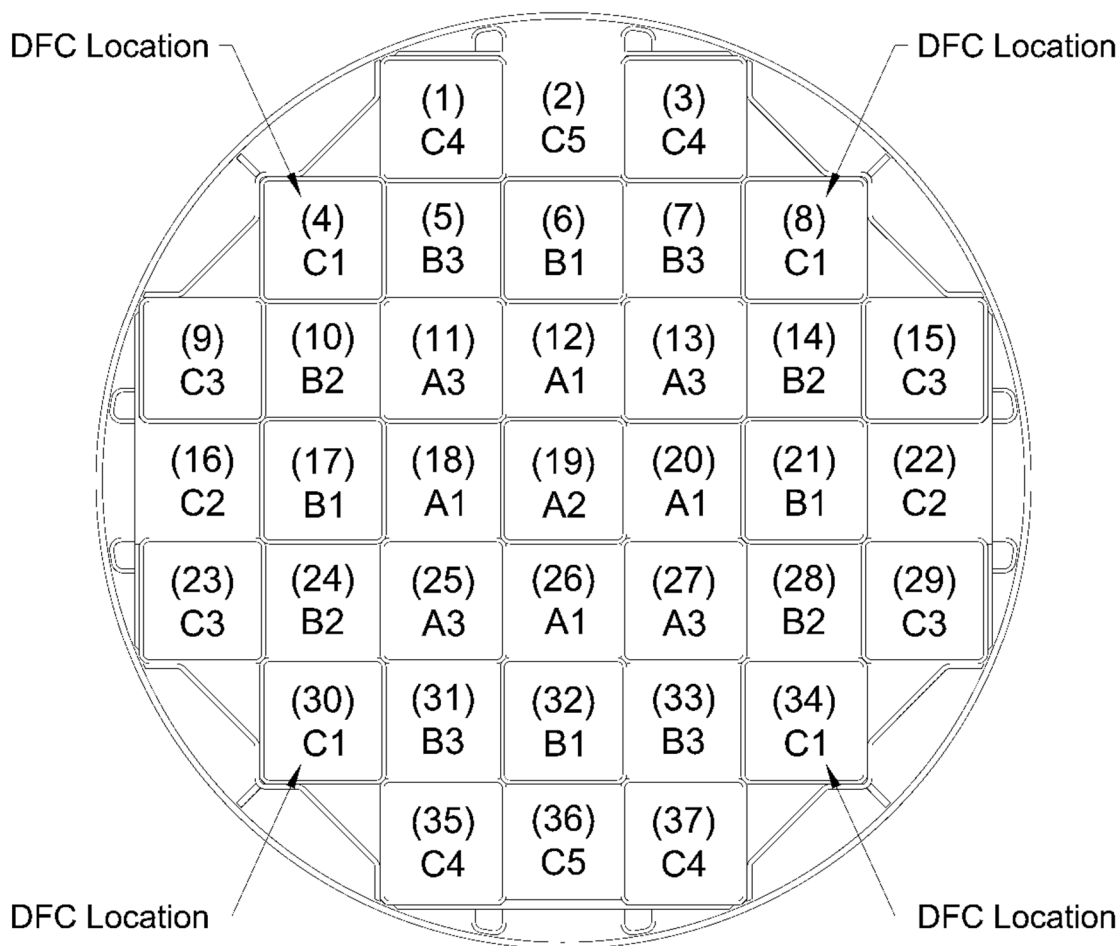 DFC Location
DFC Location
(1) (2) (3)
C4 C5 C4
(4) (5) (6) (7) (8)
C1 B3 B1 B3 C1
(9) (10) (11) (12) (13) (14) (15)
C3 B2 A3 A1 A3 B2 C3
(16) (17) (18) (19) (20) (21) (22)
C2 B1 A1 A2 A1 B1 C2
(23) (24) (25) (26) (27) (28) (29)
C3 B2 A3 A1 A3 B2 C3
(30) (31) (32) (33) (34)
C1 B3 B1 B3 C1
(35) (36) (37)
C4 C5 C4
DFC Location
DFC Location